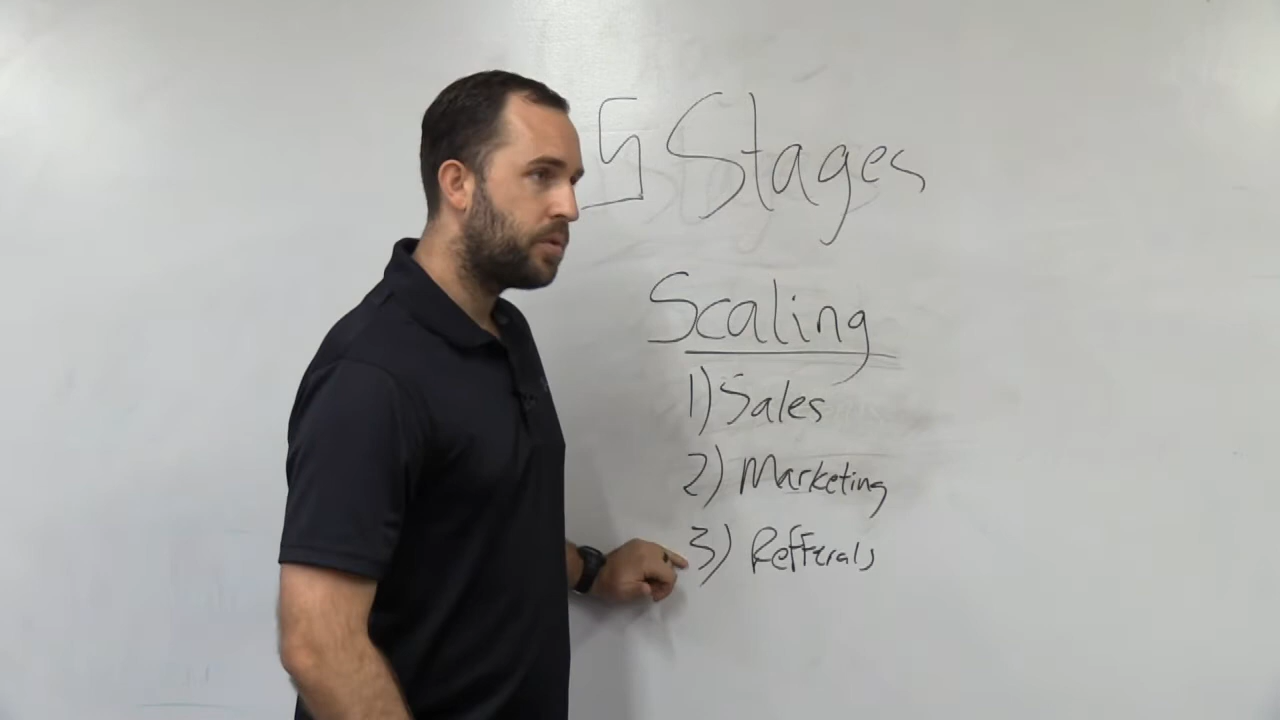 5 Stages
Scaling
1) Sales
2) Marketing
3) Refferals